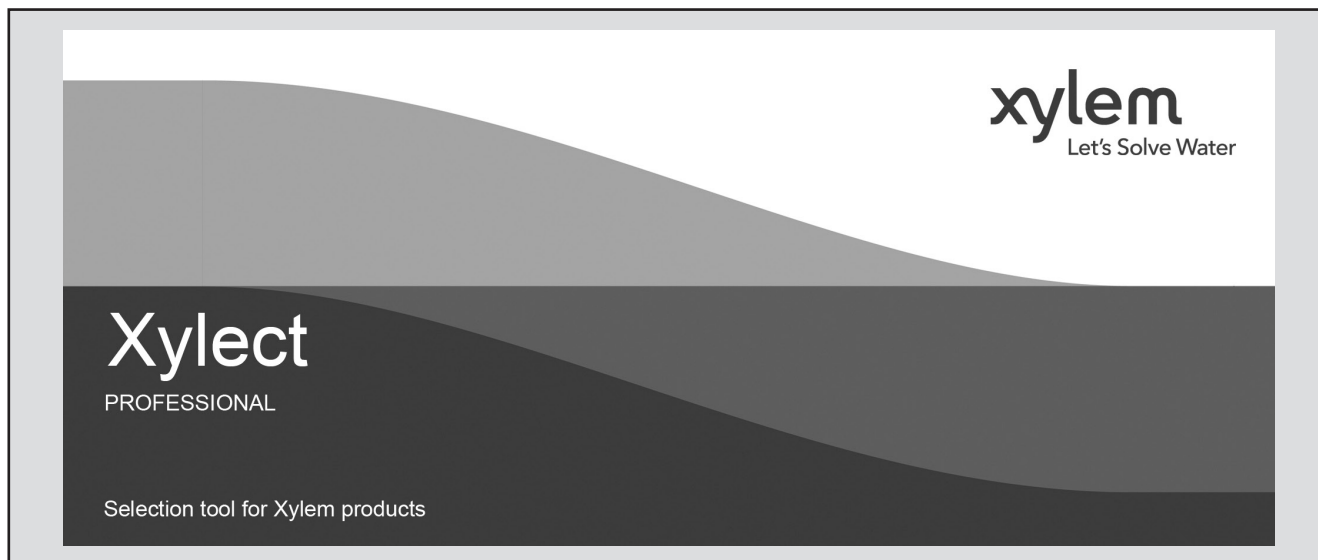 xylem
Let's Solve Water
Xylect
PROFESSIONAL
Selection tool for Xylem products